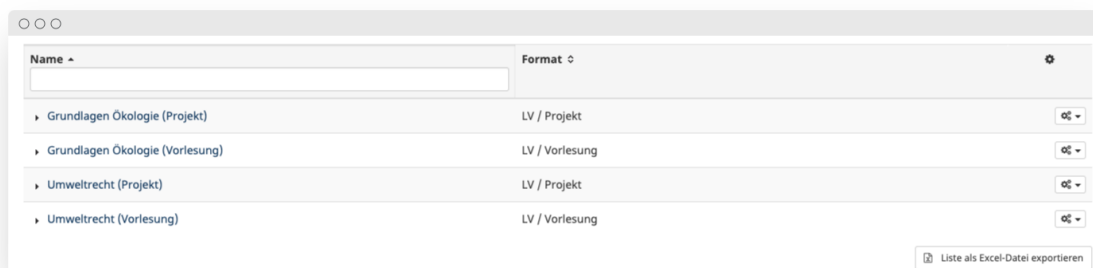 Name Format
Grundlagen Ökologie (Projekt) LV / Projekt
Grundlagen Ökologie (Vorlesung) LV / Vorlesung
Umweltrecht (Projekt) LV / Projekt
Umweltrecht (Vorlesung) LV / Vorlesung
Liste als Excel-Datei exportieren